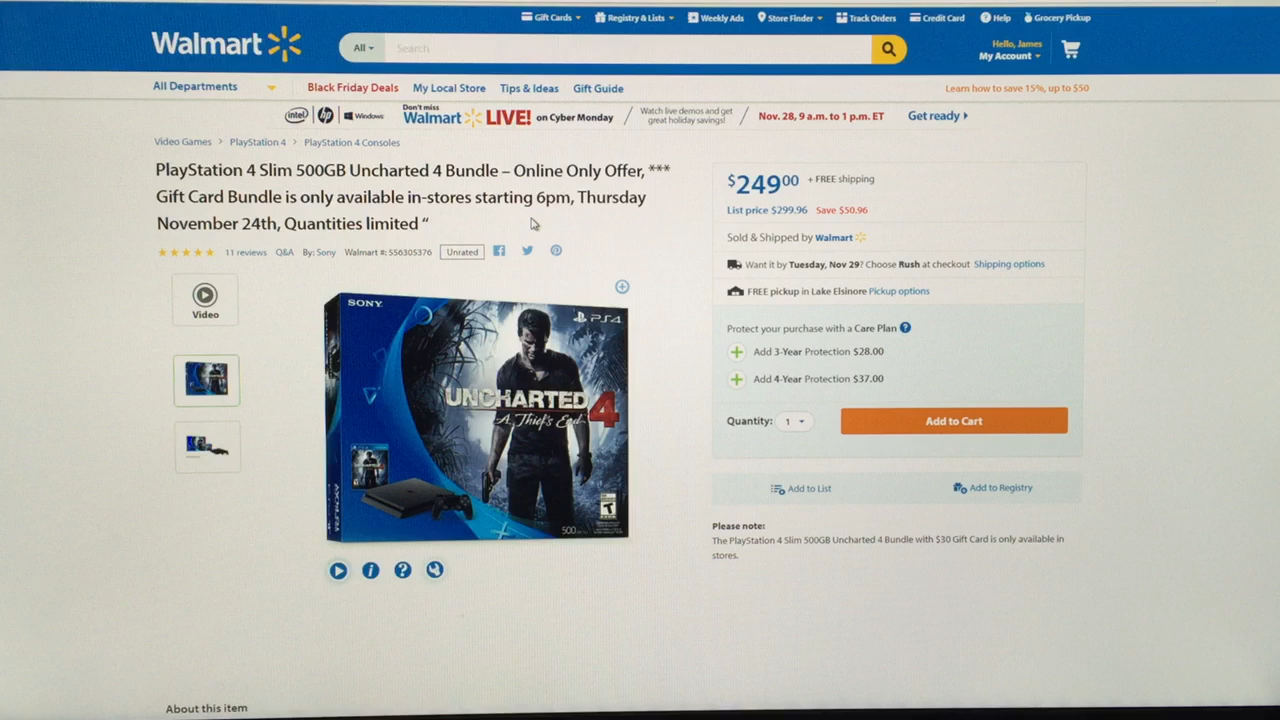 Gift Cards
Registry & Lists
Weekly Ads
Store Finder
Track Orders
Credit Card
Help
Grocery Pickup
Walmart
All
Search
Hello, James
My Account
All Departments
Black Friday Deals
My Local Store
Tips & Ideas
Gift Guide
Learn how to save 15%, up to $50
intel
hp
Windows
Don't miss
Walmart LIVE! on Cyber Monday
Watch live demos and get
great holiday savings!
Nov. 28, 9 a.m. to 1 p.m. ET
Get ready
Video Games > PlayStation 4 > PlayStation 4 Consoles
PlayStation 4 Slim 500GB Uncharted 4 Bundle – Online Only Offer, ***
Gift Card Bundle is only available in-stores starting 6pm, Thursday
November 24th, Quantities limited “
11 reviews Q&A By: Sony Walmart #: 556305376 Unrated
Video
SONY
PS4
UNCHARTED 4
A Thief's End
500
T
$249.00 + FREE shipping
List price $299.96 Save $50.96
Sold & Shipped by Walmart
Want it by Tuesday, Nov 29? Choose Rush at checkout Shipping options
FREE pickup in Lake Elsinore Pickup options
Protect your purchase with a Care Plan ?
+ Add 3-Year Protection $28.00
+ Add 4-Year Protection $37.00
Quantity: 1
Add to Cart
Add to List
Add to Registry
Please note:
The PlayStation 4 Slim 500GB Uncharted 4 Bundle with $30 Gift Card is only available in
stores.
About this item